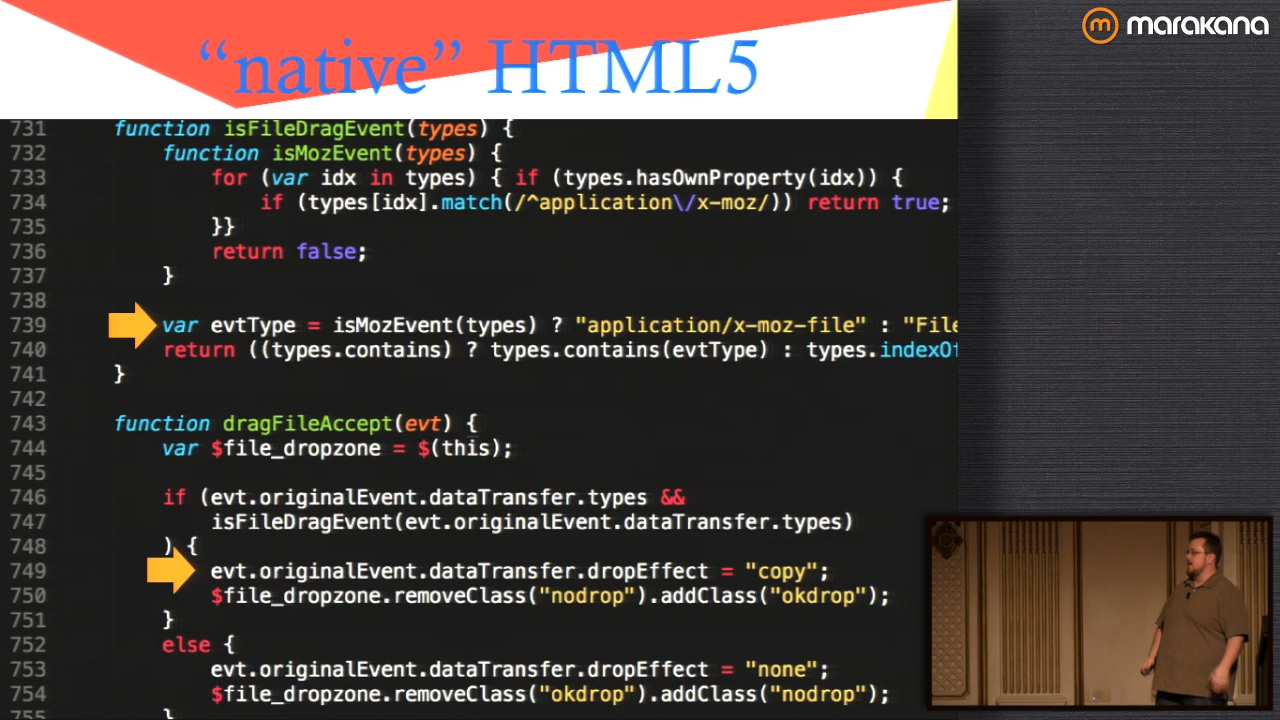 marakana
“native” HTML5
731 function isFileDragEvent(types) {
732 function isMozEvent(types) {
733 for (var idx in types) { if (types.hasOwnProperty(idx)) {
734 if (types[idx].match(/^application\/x-moz/)) return true;
735 }}
736 return false;
737 }
738
739 var evtType = isMozEvent(types) ? "application/x-moz-file" : "File
740 return ((types.contains) ? types.contains(evtType) : types.indexOf
741 }
742
743 function dragFileAccept(evt) {
744 var $file_dropzone = $(this);
745
746 if (evt.originalEvent.dataTransfer.types &&
747 isFileDragEvent(evt.originalEvent.dataTransfer.types)
748 ) {
749 evt.originalEvent.dataTransfer.dropEffect = "copy";
750 $file_dropzone.removeClass("nodrop").addClass("okdrop");
751 }
752 else {
753 evt.originalEvent.dataTransfer.dropEffect = "none";
754 $file_dropzone.removeClass("okdrop").addClass("nodrop");
755 }